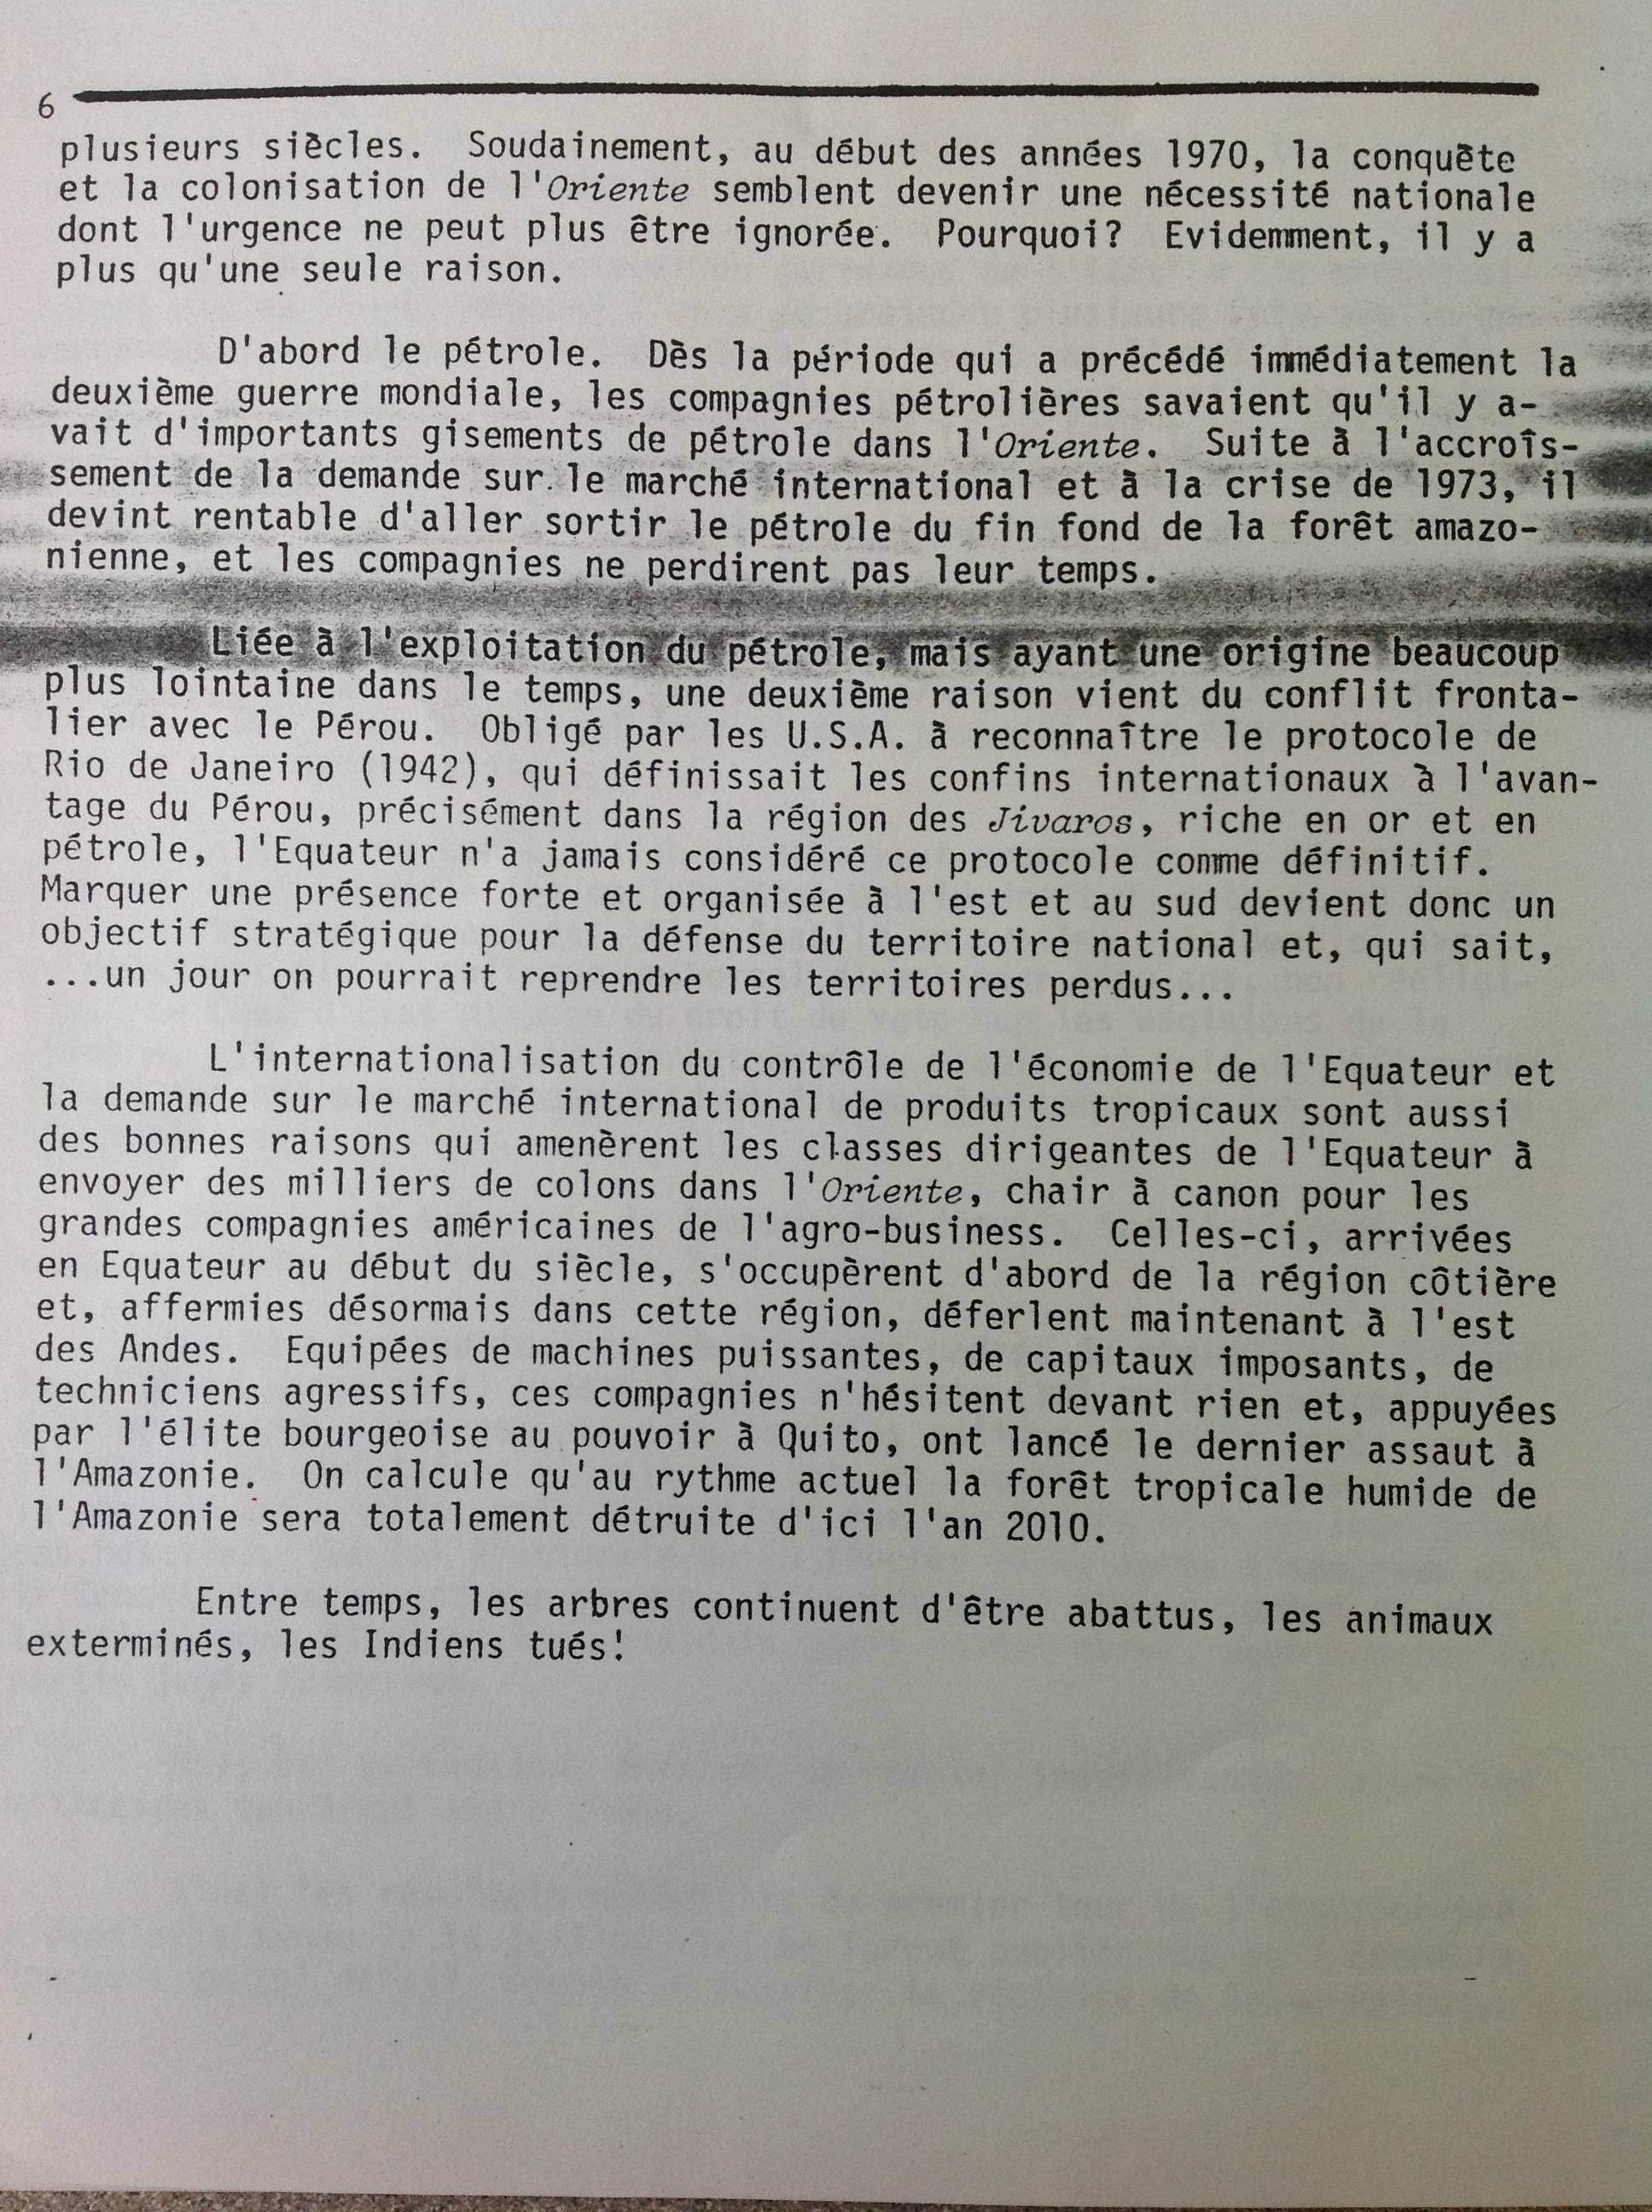 6
plusieurs siècles. Soudainement, au début des années 1970, la conquête
et la colonisation de l'Oriente semblent devenir une nécessité nationale
dont l'urgence ne peut plus être ignorée. Pourquoi? Evidemment, il y a
plus qu'une seule raison.
D'abord le pétrole. Dès la période qui a précédé immédiatement la
deuxième guerre mondiale, les compagnies pétrolières savaient qu'il y a-
vait d'importants gisements de pétrole dans l'Oriente. Suite à l'accroîs-
sement de la demande sur le marché international et à la crise de 1973, il
devint rentable d'aller sortir le pétrole du fin fond de la forêt amazo-
nienne, et les compagnies ne perdirent pas leur temps.
Liée à l'exploitation du pétrole, mais ayant une origine beaucoup
plus lointaine dans le temps, une deuxième raison vient du conflit fronta-
lier avec le Pérou. Obligé par les U.S.A. à reconnaître le protocole de
Rio de Janeiro (1942), qui définissait les confins internationaux à l'avan-
tage du Pérou, précisément dans la région des Jivaros, riche en or et en
pétrole, l'Equateur n'a jamais considéré ce protocole comme définitif.
Marquer une présence forte et organisée à l'est et au sud devient donc un
objectif stratégique pour la défense du territoire national et, qui sait,
...un jour on pourrait reprendre les territoires perdus...
L'internationalisation du contrôle de l'économie de l'Equateur et
la demande sur le marché international de produits tropicaux sont aussi
des bonnes raisons qui amenèrent les classes dirigeantes de l'Equateur à
envoyer des milliers de colons dans l'Oriente, chair à canon pour les
grandes compagnies américaines de l'agro-business. Celles-ci, arrivées
en Equateur au début du siècle, s'occupèrent d'abord de la région côtière
et, affermies désormais dans cette région, déferlent maintenant à l'est
des Andes. Equipées de machines puissantes, de capitaux imposants, de
techniciens agressifs, ces compagnies n'hésitent devant rien et, appuyées
par l'élite bourgeoise au pouvoir à Quito, ont lancé le dernier assaut à
l'Amazonie. On calcule qu'au rythme actuel la forêt tropicale humide de
l'Amazonie sera totalement détruite d'ici l'an 2010.
Entre temps, les arbres continuent d'être abattus, les animaux
exterminés, les Indiens tués!